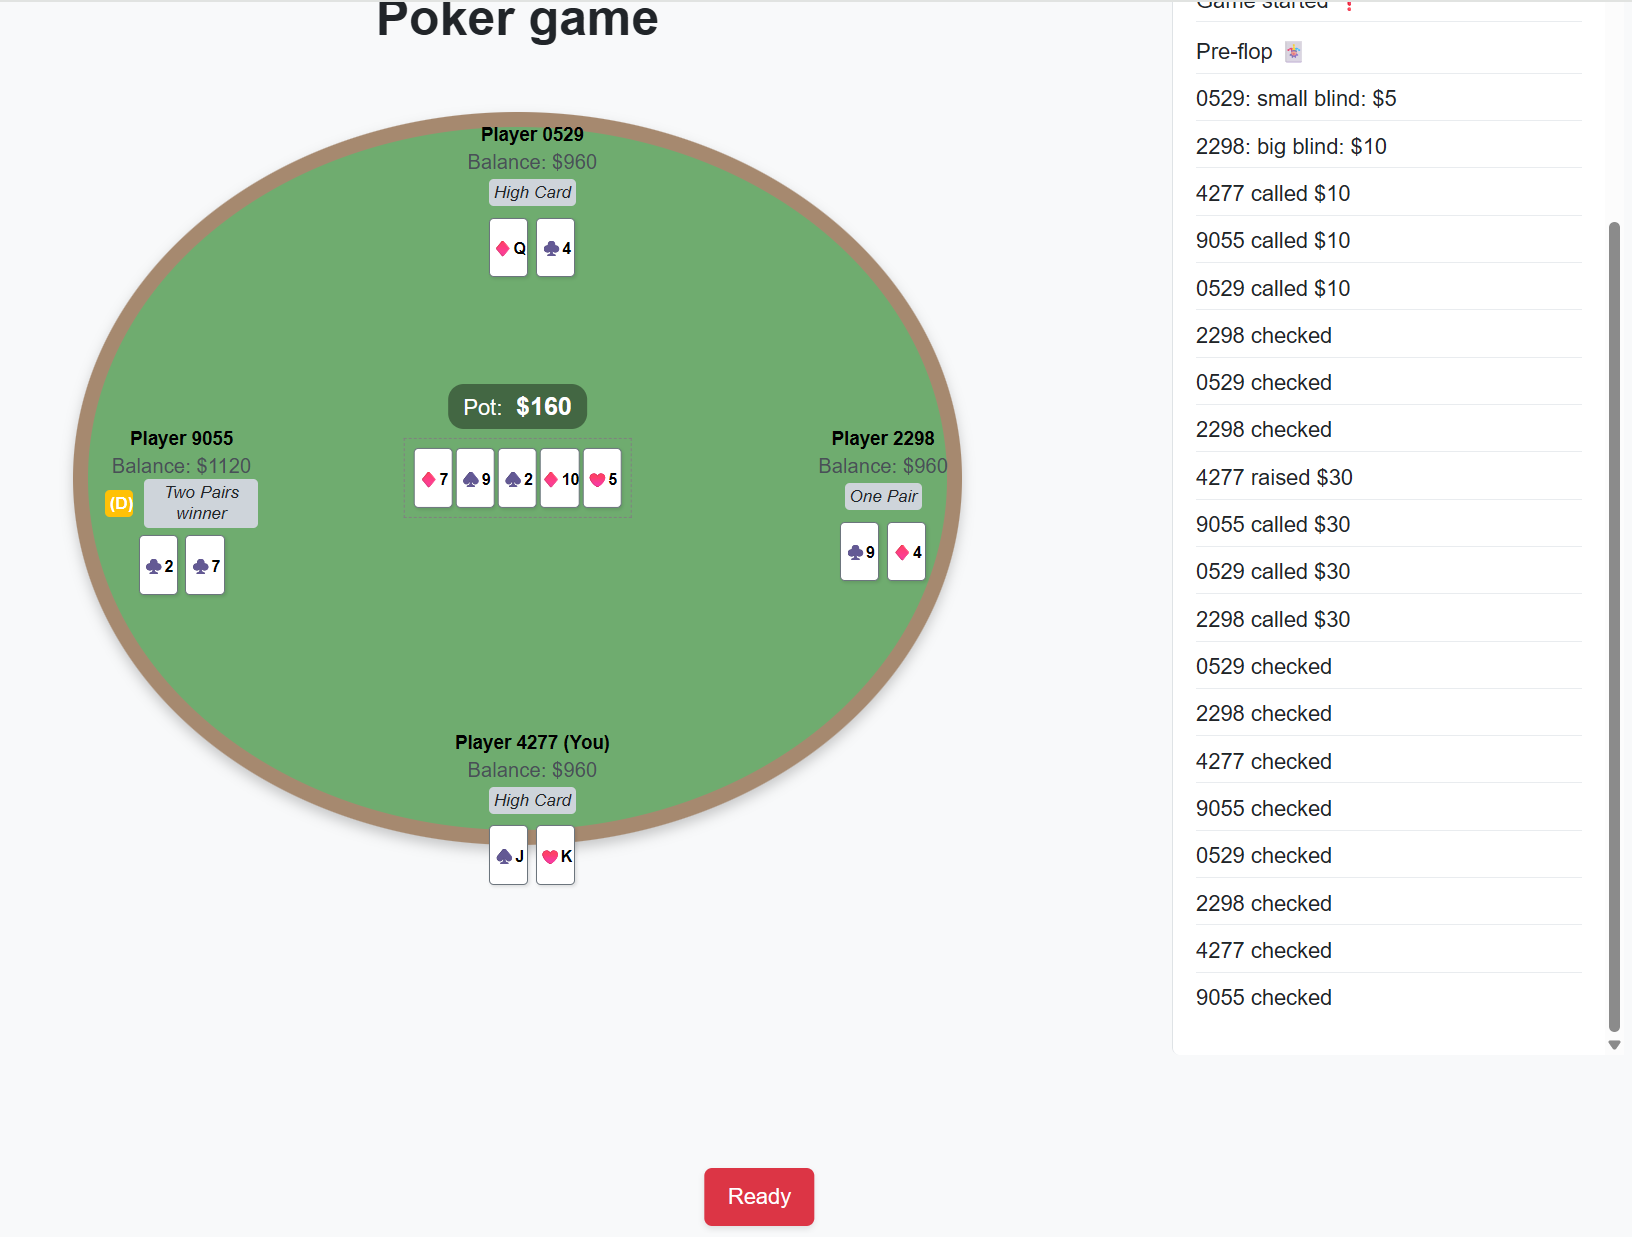 Poker game
Player 0529
Balance: $960
High Card
Q 4
Pot: $160
Player 9055
Balance: $1120
(D)
Two Pairs
winner
2 7
7 9 2 10 5
Player 2298
Balance: $960
One Pair
9 4
Player 4277 (You)
Balance: $960
High Card
J K
Game started
Pre-flop
0529: small blind: $5
2298: big blind: $10
4277 called $10
9055 called $10
0529 called $10
2298 checked
0529 checked
2298 checked
4277 raised $30
9055 called $30
0529 called $30
2298 called $30
0529 checked
2298 checked
4277 checked
9055 checked
0529 checked
2298 checked
4277 checked
9055 checked
Ready